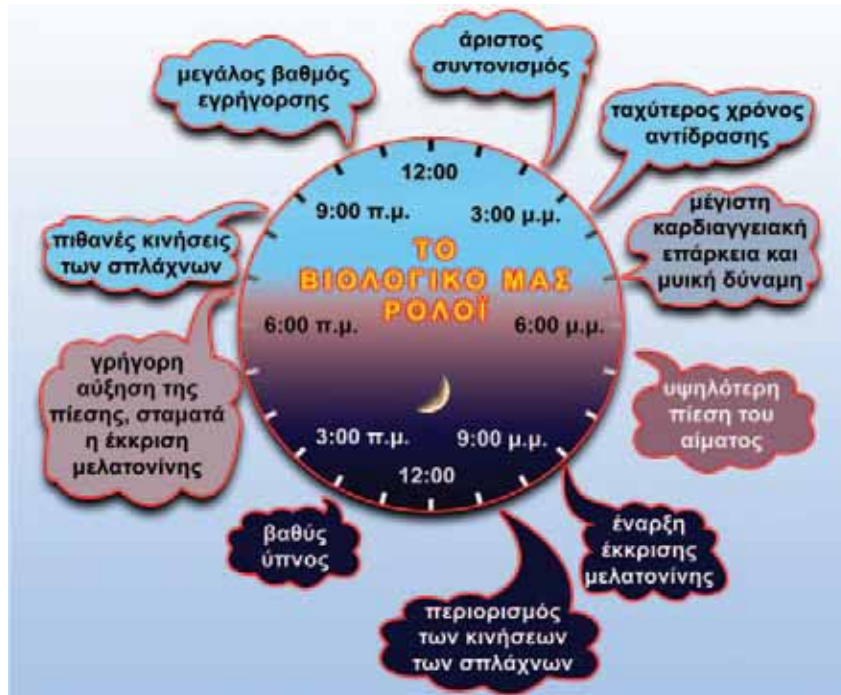 άριστος
συντονισμός
μεγάλος βαθμός
εγρήγορσης
ταχύτερος χρόνος
αντίδρασης
12:00
9:00 π.μ.
3:00 μ.μ.
μέγιστη
καρδιαγγειακή
επάρκεια και
μυική δύναμη
πιθανές κινήσεις
των σπλάχνων
ΤΟ
ΒΙΟΛΟΓΙΚΟ ΜΑΣ
ΡΟΛΟΪ
6:00 π.μ.
6:00 μ.μ.
γρήγορη
αύξηση της
πίεσης, σταματά
η έκκριση
μελατονίνης
υψηλότερη
πίεση του
αίματος
3:00 π.μ.
9:00 μ.μ.
12:00
βαθύς
ύπνος
έναρξη
έκκρισης
μελατονίνης
περιορισμός
των κινήσεων
των σπλάχνων